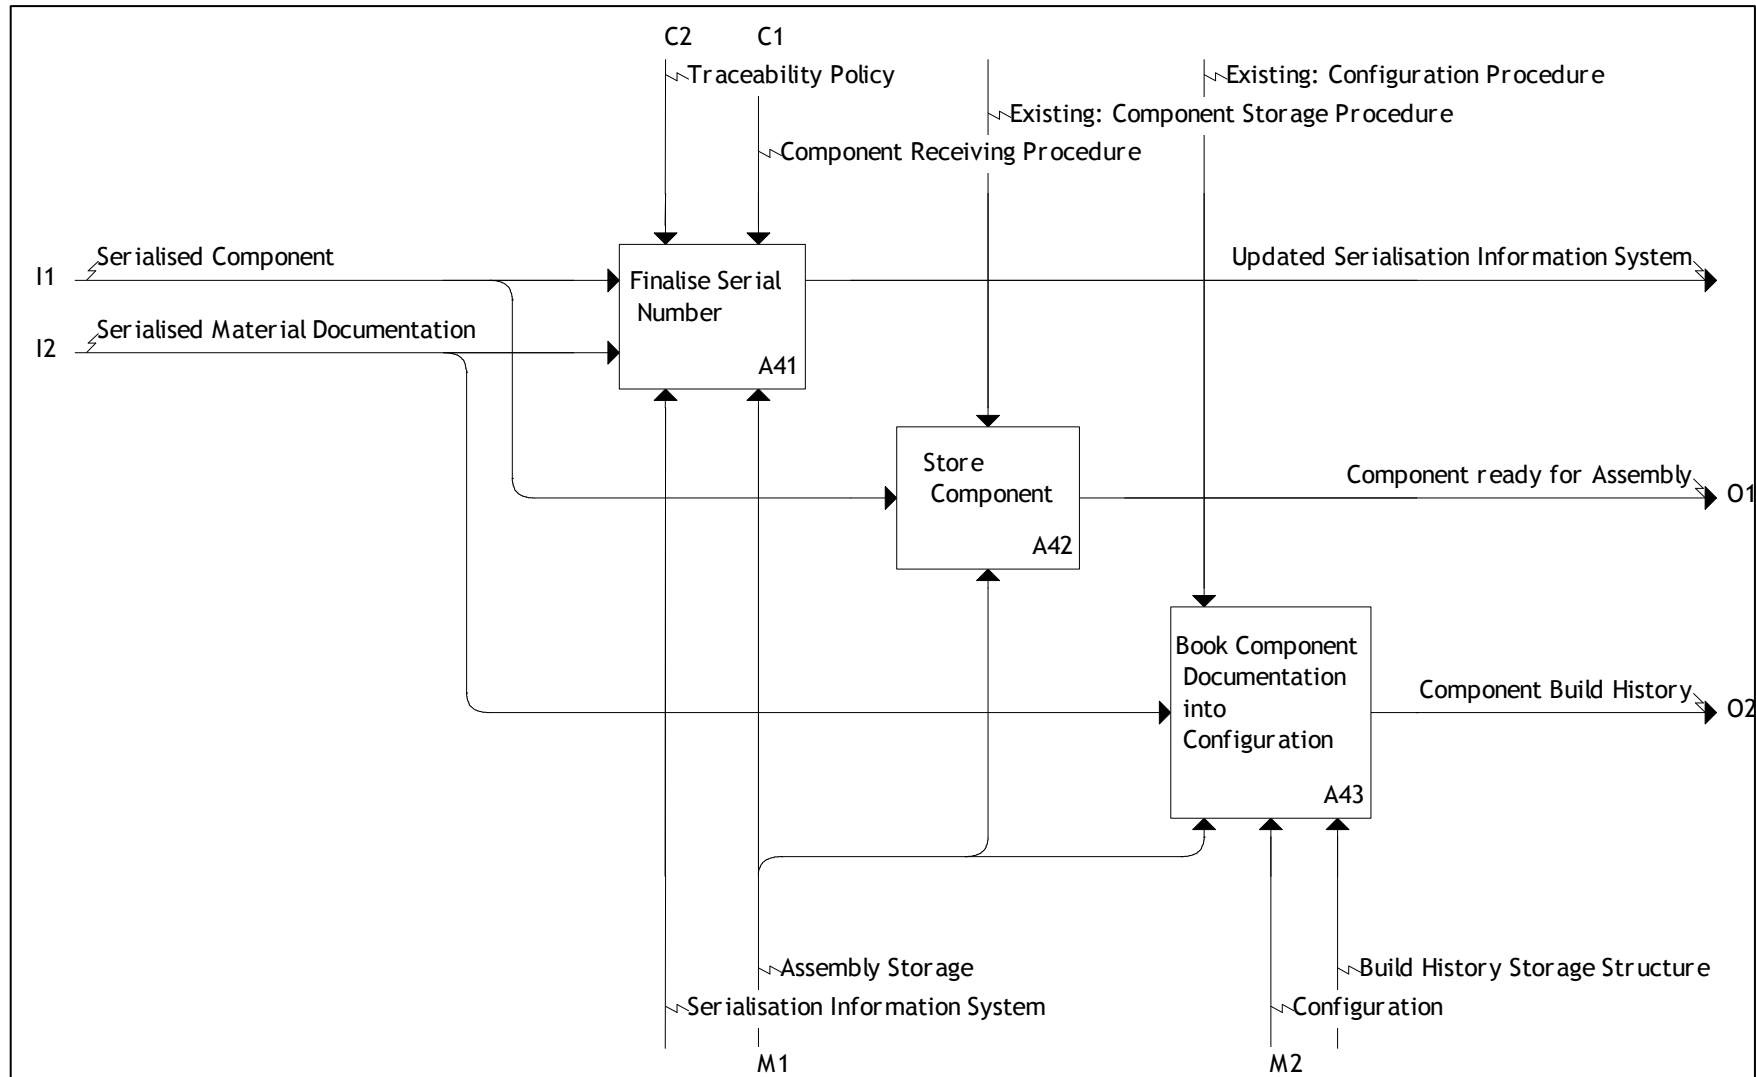 C2
C1
Traceability Policy
Existing: Configuration Procedure
Existing: Component Storage Procedure
Component Receiving Procedure
Serialised Component
I1
Updated Serialisation Information System
Finalise Serial
Number
A41
Serialised Material Documentation
I2
Store
Component
A42
Component ready for Assembly
O1
Book Component
Documentation
into
Configuration
A43
Component Build History
O2
Assembly Storage
Build History Storage Structure
Serialisation Information System
Configuration
M1
M2